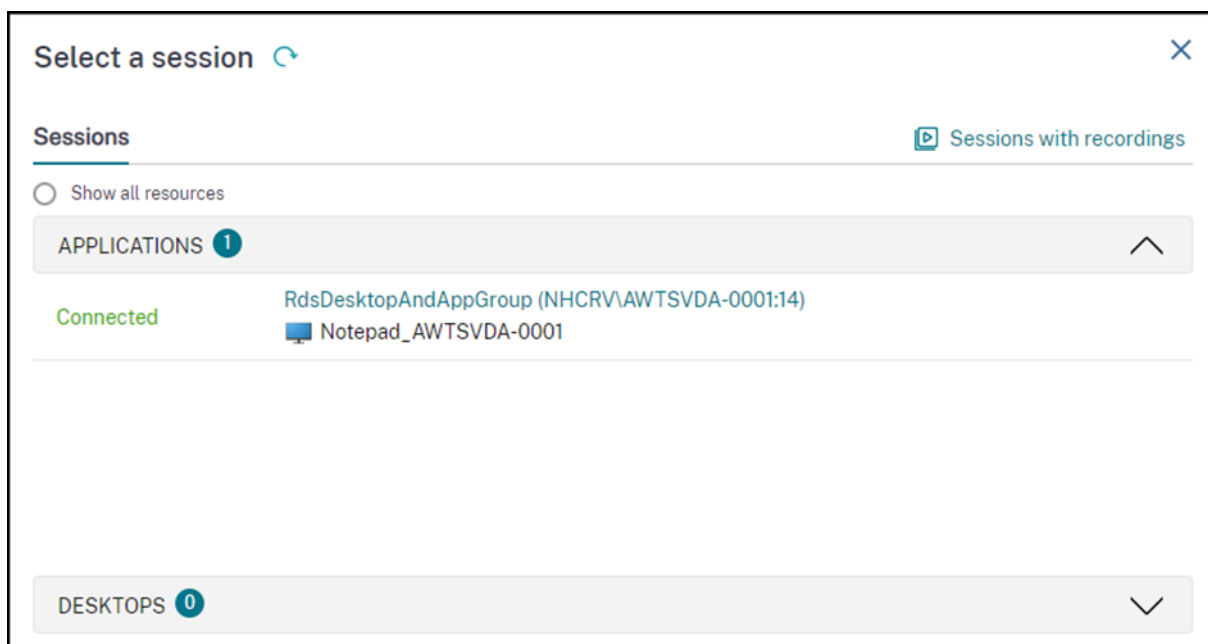 Select a session
Sessions
Sessions with recordings
Show all resources
APPLICATIONS 1
Connected
RdsDesktopAndAppGroup (NHCRV\AWTSVDA-0001:14)
Notepad_AWTSVDA-0001
DESKTOPS 0